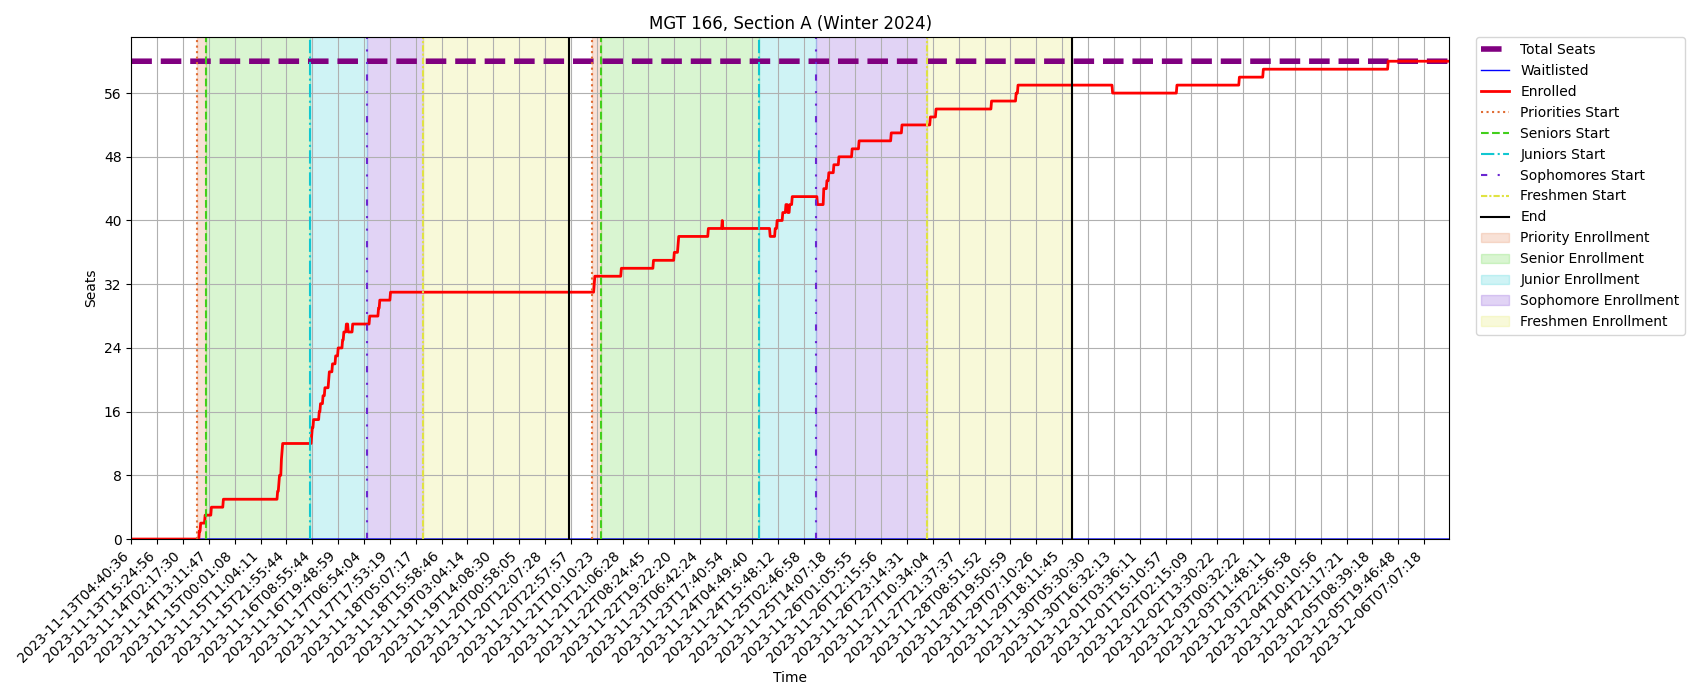 MGT 166, Section A (Winter 2024)
Seats
56
48
40
32
24
16
8
0
2023-11-13T04:40:36
2023-11-13T15:24:56
2023-11-14T02:17:30
2023-11-14T13:11:47
2023-11-15T00:01:08
2023-11-15T11:04:11
2023-11-15T21:55:44
2023-11-16T08:55:44
2023-11-16T19:48:59
2023-11-17T06:54:04
2023-11-17T17:53:19
2023-11-18T05:07:17
2023-11-18T15:58:46
2023-11-19T03:04:14
2023-11-19T14:08:30
2023-11-20T00:58:05
2023-11-20T12:07:28
2023-11-20T22:57:57
2023-11-21T10:10:23
2023-11-21T21:06:28
2023-11-22T08:24:45
2023-11-22T19:22:20
2023-11-23T06:42:24
2023-11-23T17:40:54
2023-11-24T04:49:40
2023-11-24T15:48:12
2023-11-25T02:46:58
2023-11-25T14:07:18
2023-11-26T01:05:55
2023-11-26T12:15:56
2023-11-26T23:14:31
2023-11-27T10:34:04
2023-11-27T21:37:37
2023-11-28T08:51:52
2023-11-28T19:50:59
2023-11-29T07:10:26
2023-11-29T18:11:45
2023-11-30T05:30:30
2023-11-30T16:32:13
2023-12-01T03:36:11
2023-12-01T15:10:57
2023-12-02T02:15:09
2023-12-02T13:30:22
2023-12-03T00:32:22
2023-12-03T11:48:11
2023-12-03T22:56:58
2023-12-04T10:10:56
2023-12-04T21:17:21
2023-12-05T08:39:18
2023-12-05T19:46:48
2023-12-06T07:07:18
Time
Total Seats
Waitlisted
Enrolled
Priorities Start
Seniors Start
Juniors Start
Sophomores Start
Freshmen Start
End
Priority Enrollment
Senior Enrollment
Junior Enrollment
Sophomore Enrollment
Freshmen Enrollment